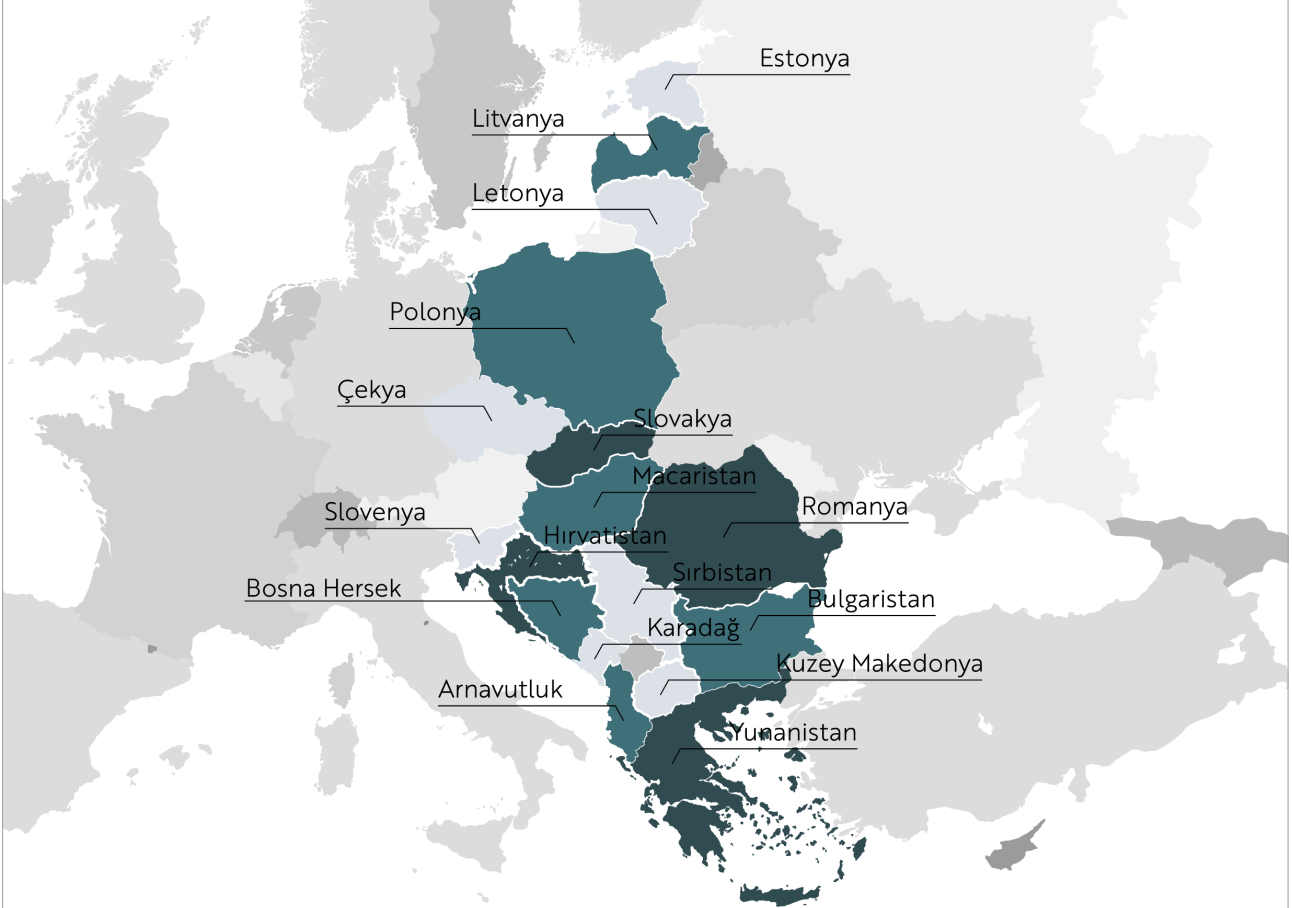 Estonya
Litvanya
Letonya
Polonya
Çekya
Slovakya
Macaristan
Romanya
Slovenya
Hırvatistan
Sırbistan
Bosna Hersek
Bulgaristan
Karadağ
Kuzey Makedonya
Arnavutluk
Yunanistan